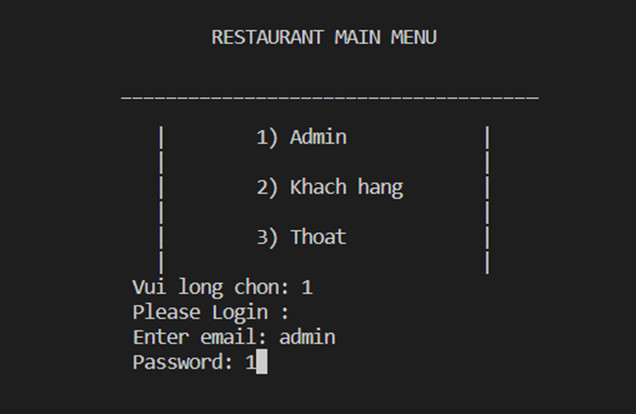 RESTAURANT MAIN MENU
_____________________________________
| 1) Admin |
| |
| 2) Khach hang |
| |
| 3) Thoat |
| |
Vui long chon: 1
Please Login :
Enter email: admin
Password: 1